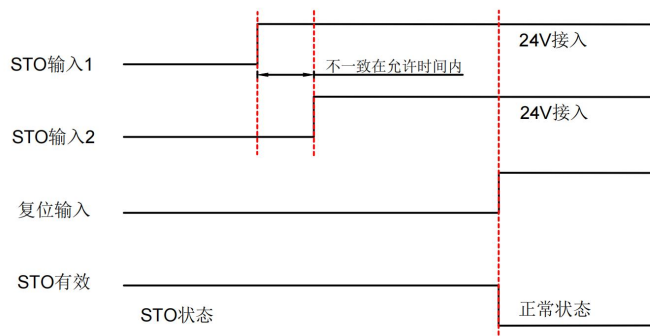 24V接入
STO输入1
不一致在允许时间内
24V接入
STO输入2
复位输入
STO有效
STO状态
正常状态